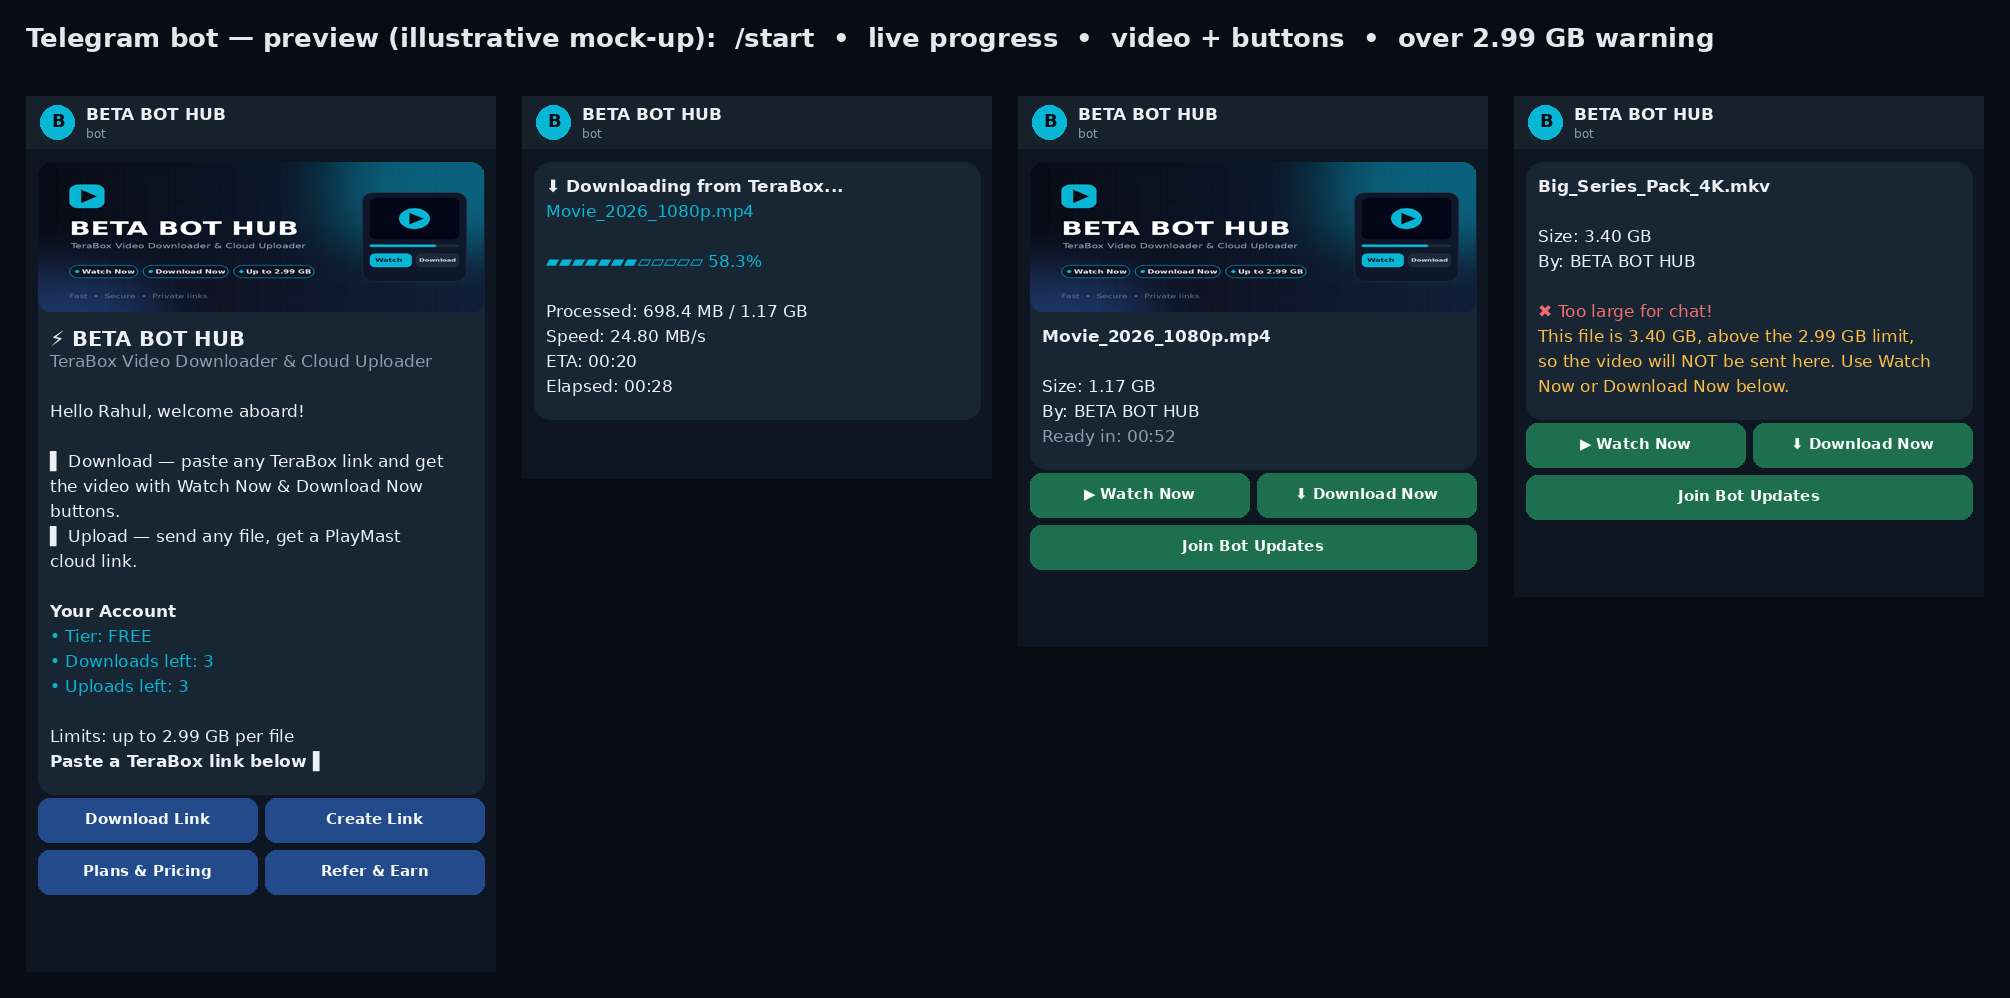 Telegram bot — preview (illustrative mock-up): /start • live progress • video + buttons • over 2.99 GB warning
B
BETA BOT HUB
bot
BETA BOT HUB
TeraBox Video Downloader & Cloud Uploader
Watch Now
Download Now
Up to 2.99 GB
Watch
Download
Fast • Secure • Private links
⚡ BETA BOT HUB
TeraBox Video Downloader & Cloud Uploader
Hello Rahul, welcome aboard!
▌ Download — paste any TeraBox link and get
the video with Watch Now & Download Now
buttons.
▌ Upload — send any file, get a PlayMast
cloud link.
Your Account
• Tier: FREE
• Downloads left: 3
• Uploads left: 3
Limits: up to 2.99 GB per file
Paste a TeraBox link below ▌
Download Link
Create Link
Plans & Pricing
Refer & Earn
B
BETA BOT HUB
bot
⬇ Downloading from TeraBox...
Movie_2026_1080p.mp4
▰▰▰▰▰▰▰▱▱▱▱▱ 58.3%
Processed: 698.4 MB / 1.17 GB
Speed: 24.80 MB/s
ETA: 00:20
Elapsed: 00:28
B
BETA BOT HUB
bot
BETA BOT HUB
TeraBox Video Downloader & Cloud Uploader
Watch Now
Download Now
Up to 2.99 GB
Watch
Download
Fast • Secure • Private links
Movie_2026_1080p.mp4
Size: 1.17 GB
By: BETA BOT HUB
Ready in: 00:52
▶ Watch Now
⬇ Download Now
Join Bot Updates
B
BETA BOT HUB
bot
Big_Series_Pack_4K.mkv
Size: 3.40 GB
By: BETA BOT HUB
✖ Too large for chat!
This file is 3.40 GB, above the 2.99 GB limit,
so the video will NOT be sent here. Use Watch
Now or Download Now below.
▶ Watch Now
⬇ Download Now
Join Bot Updates